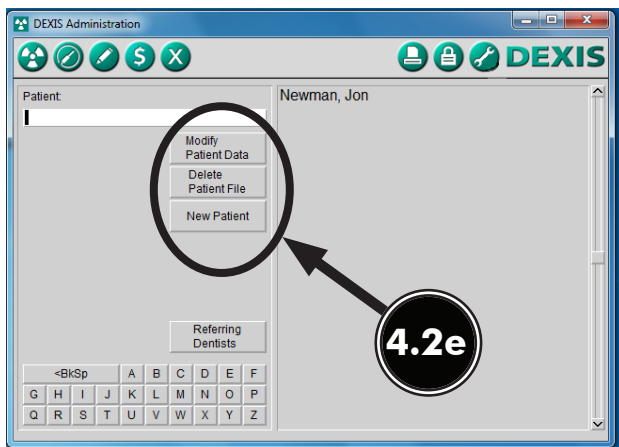 DEXIS Administration
$ X DEXIS
Patient:
Newman, Jon
Modify
Patient Data
Delete
Patient File
New Patient
4.2e
Referring
Dentists
<BkSp A B C D E F
G H I J K L M N O P
Q R S T U V W X Y Z